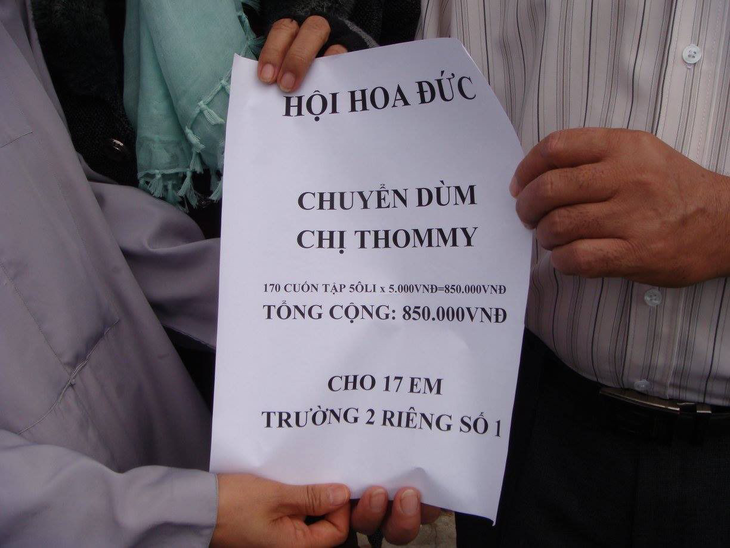 HỘI HOA ĐỨC
CHUYỂN DÙM
CHỊ THOMMY
170 CUỐN TẬP 5ÔLI x 5.000VNĐ=850.000VNĐ
TỔNG CỘNG: 850.000VNĐ
CHO 17 EM
TRƯỜNG 2 RIÊNG SỐ 1